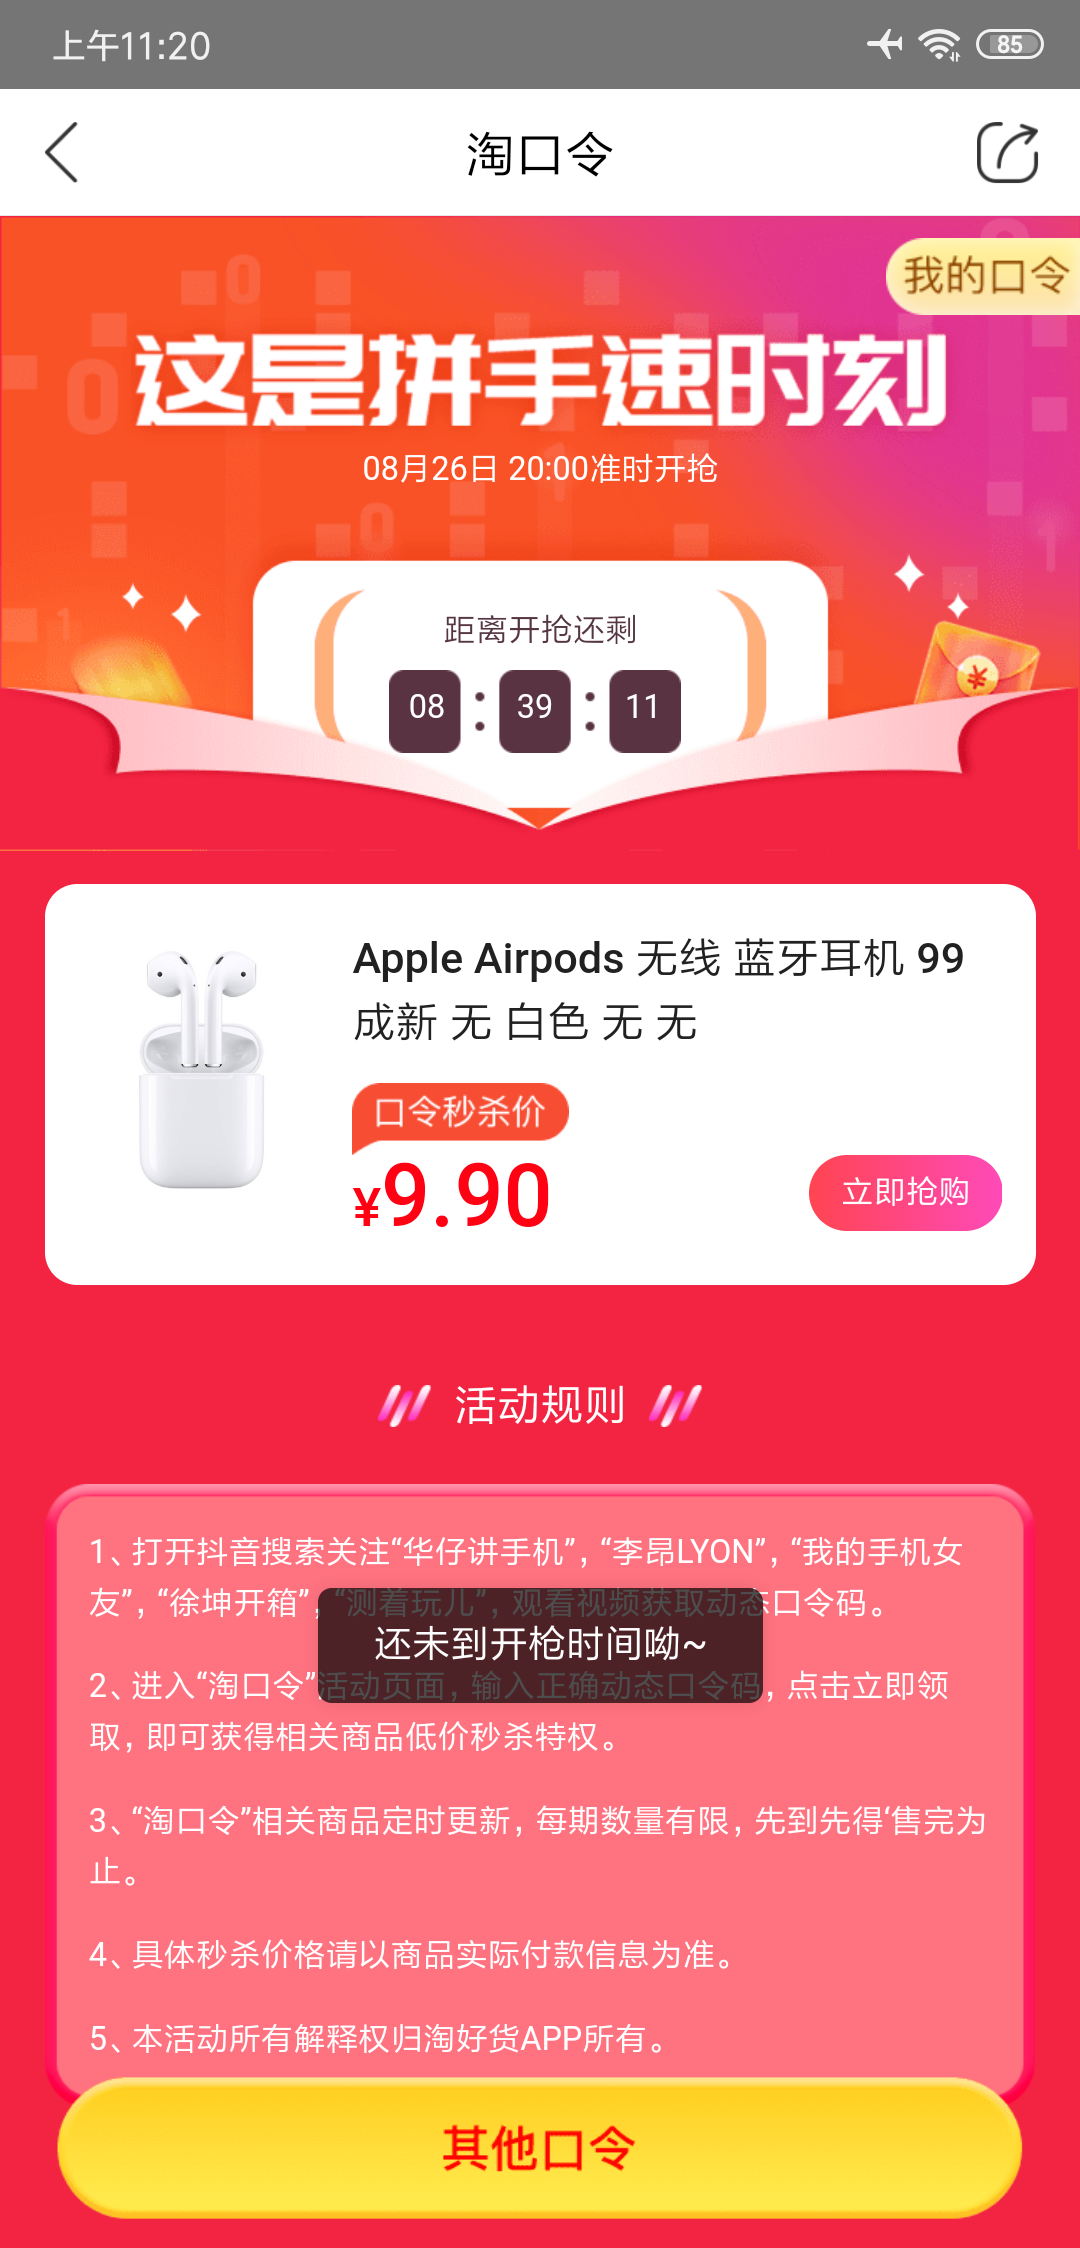 上午11:20
85
淘口令
我的口令
这是拼手速时刻
08月26日 20:00准时开抢
距离开抢还剩
08 : 39 : 11
Apple Airpods 无线 蓝牙耳机 99
成新 无 白色 无 无
口令秒杀价
¥9.90
立即抢购
活动规则
1、打开抖音搜索关注“华仔讲手机”，“李昂LYON”，“我的手机女
友”，“徐坤开箱”，“测着玩儿”，观看视频获取动态口令码。
还未到开枪时间呦~
2、进入“淘口令”活动页面，输入正确动态口令码，点击立即领
取，即可获得相关商品低价秒杀特权。
3、“淘口令”相关商品定时更新，每期数量有限，先到先得‘售完为
止。
4、具体秒杀价格请以商品实际付款信息为准。
5、本活动所有解释权归淘好货APP所有。
其他口令